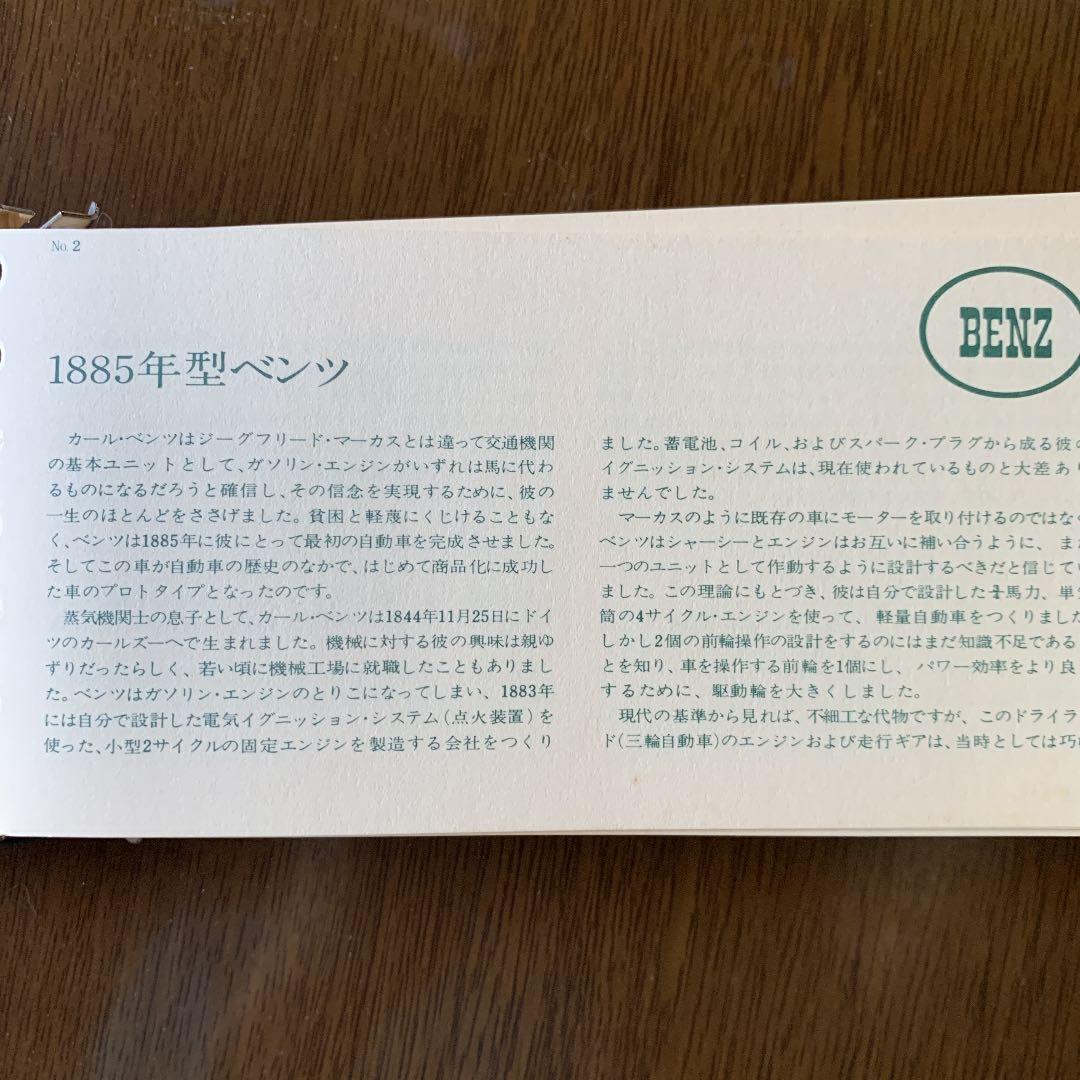 No. 2
1885年型ベンツ
BENZ
カール・ベンツはジーグフリード・マーカスとは違って交通機関
の基本ユニットとして、ガソリン・エンジンがいずれは馬に代わ
るものになるだろうと確信し、その信念を実現するために、彼の
一生のほとんどをささげました。貧困と軽蔑にくじけることもな
く、ベンツは1885年に彼にとって最初の自動車を完成させました。
そしてこの車が自動車の歴史のなかで、はじめて商品化に成功し
た車のプロトタイプとなったのです。
蒸気機関士の息子として、カール・ベンツは1844年11月25日にドイ
ツのカールズーへで生まれました。機械に対する彼の興味は親ゆ
ずりだったらしく、若い頃に機械工場に就職したこともありまし
た。ベンツはガソリン・エンジンのとりこになってしまい、1883年
には自分で設計した電気イグニッション・システム(点火装置)を
使った、小型2サイクルの固定エンジンを製造する会社をつくり
ました。蓄電池、コイル、およびスパーク・プラグから成る彼の
イグニッション・システムは、現在使われているものと大差あり
ませんでした。
マーカスのように既存の車にモーターを取り付けるのではなく
ベンツはシャーシーとエンジンはお互いに補い合うように、また
一つのユニットとして作動するように設計するべきだと信じてい
ました。この理論にもとづき、彼は自分で設計した¾馬力、単気
筒の4サイクル・エンジンを使って、軽量自動車をつくりました
しかし2個の前輪操作の設計をするのにはまだ知識不足である
とを知り、車を操作する前輪を1個にし、パワー効率をより良
するために、駆動輪を大きくしました。
現代の基準から見れば、不細工な代物ですが、このドライラ
ド(三輪自動車)のエンジンおよび走行ギアは、当時としては巧